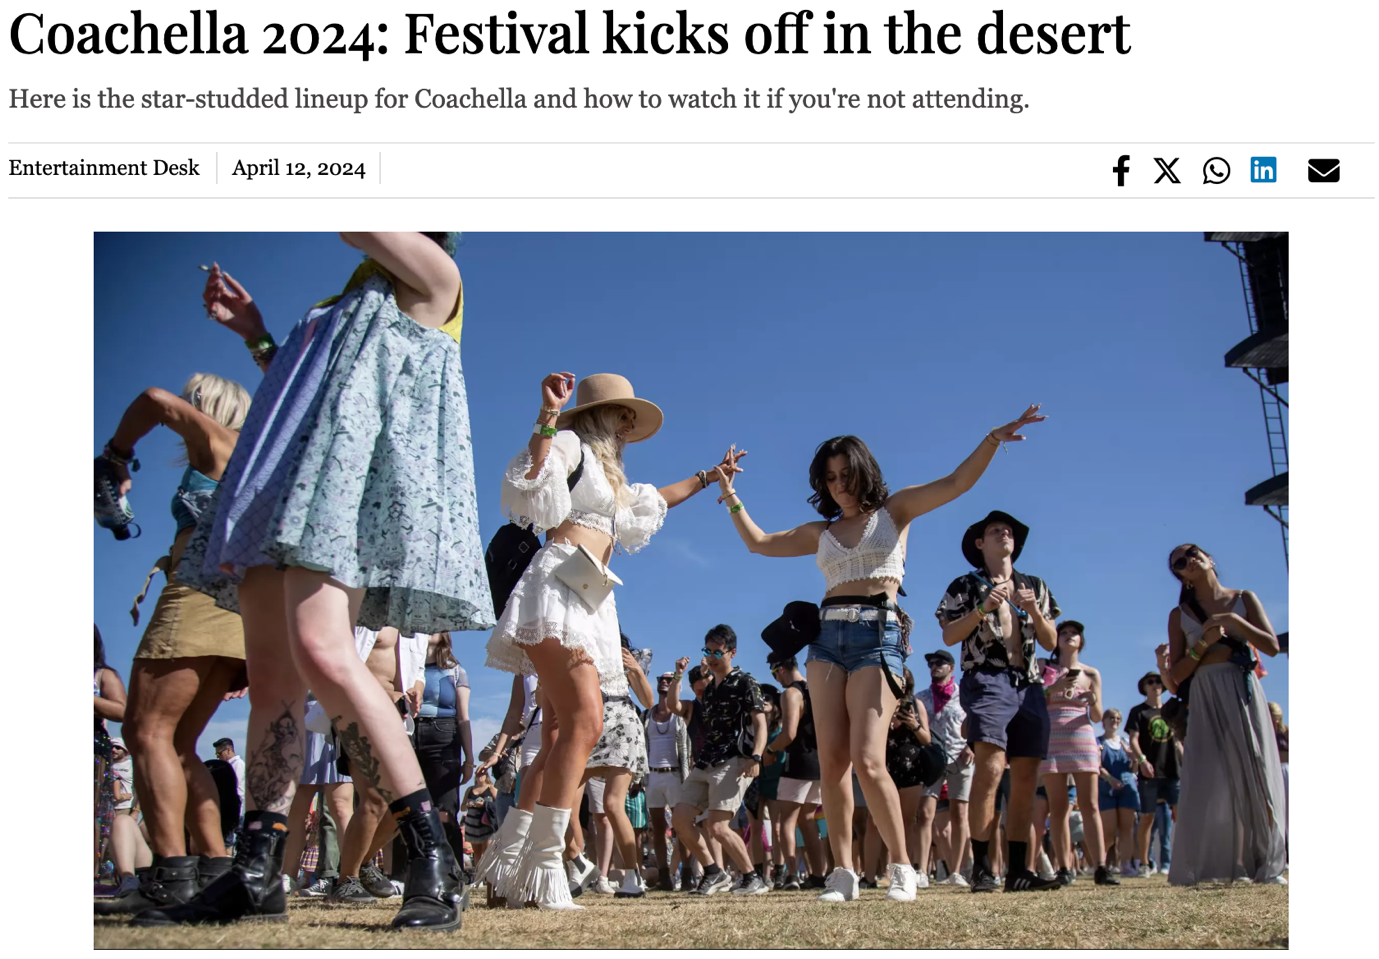 Coachella 2024: Festival kicks off in the desert
Here is the star-studded lineup for Coachella and how to watch it if you're not attending.
Entertainment Desk
April 12, 2024
in